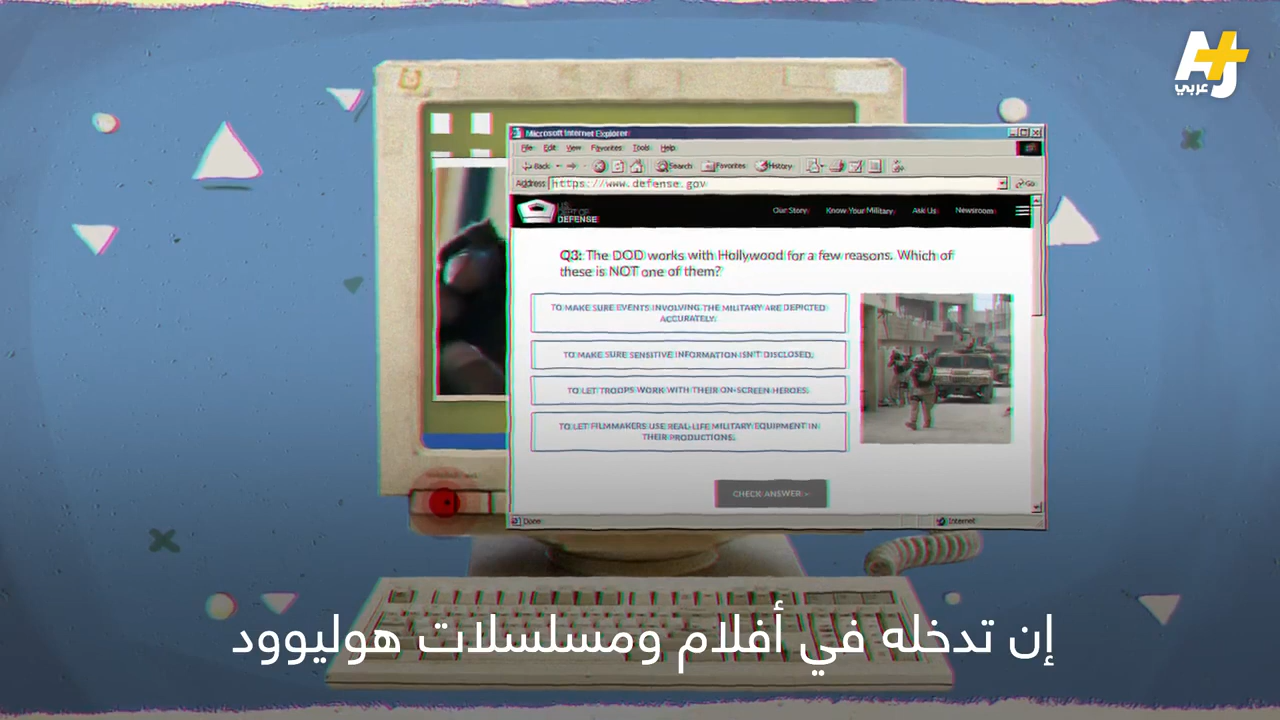 عربي
Microsoft Internet Explorer
File Edit View Favorites Tools Help
Back Search Favorites History
Address https://www.defense.gov Go
U.S.
DEPT OF
DEFENSE
Our Story Know Your Military Ask Us Newsroom
Q3: The DOD works with Hollywood for a few reasons. Which of
these is NOT one of them?
TO MAKE SURE EVENTS INVOLVING THE MILITARY ARE DEPICTED
ACCURATELY.
TO MAKE SURE SENSITIVE INFORMATION ISN'T DISCLOSED.
TO LET TROOPS WORK WITH THEIR ON-SCREEN HEROES.
TO LET FILMMAKERS USE REAL-LIFE MILITARY EQUIPMENT IN
THEIR PRODUCTIONS.
CHECK ANSWER >
Done Internet
إن تدخله في أفلام ومسلسلات هوليوود